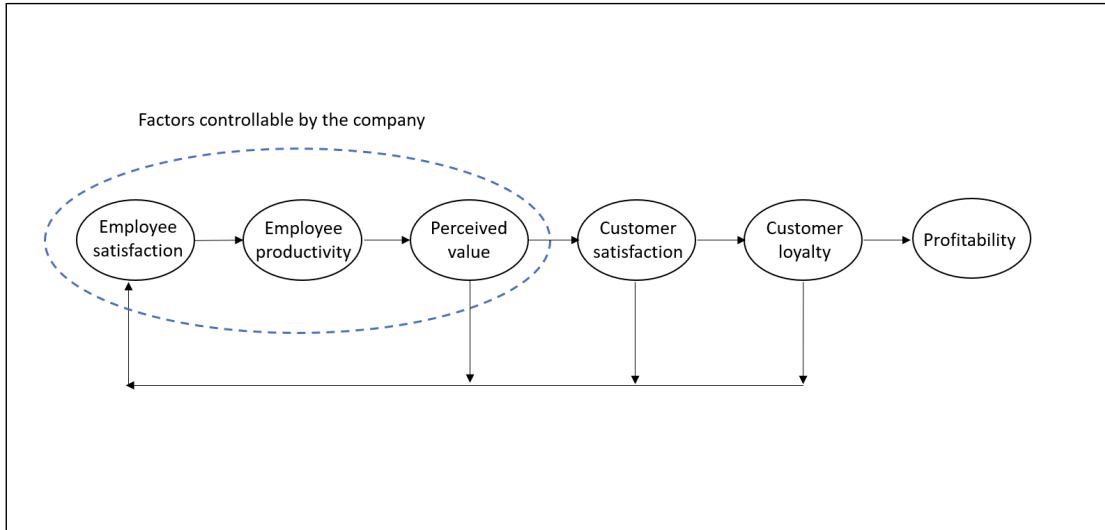 Factors controllable by the company
Employee
satisfaction
Employee
productivity
Perceived
value
Customer
satisfaction
Customer
loyalty
Profitability